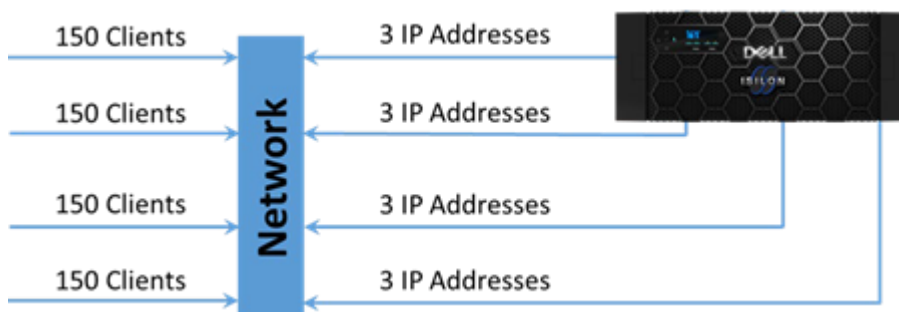 150 Clients
3 IP Addresses
DELL
ISILON
150 Clients
3 IP Addresses
Network
150 Clients
3 IP Addresses
150 Clients
3 IP Addresses